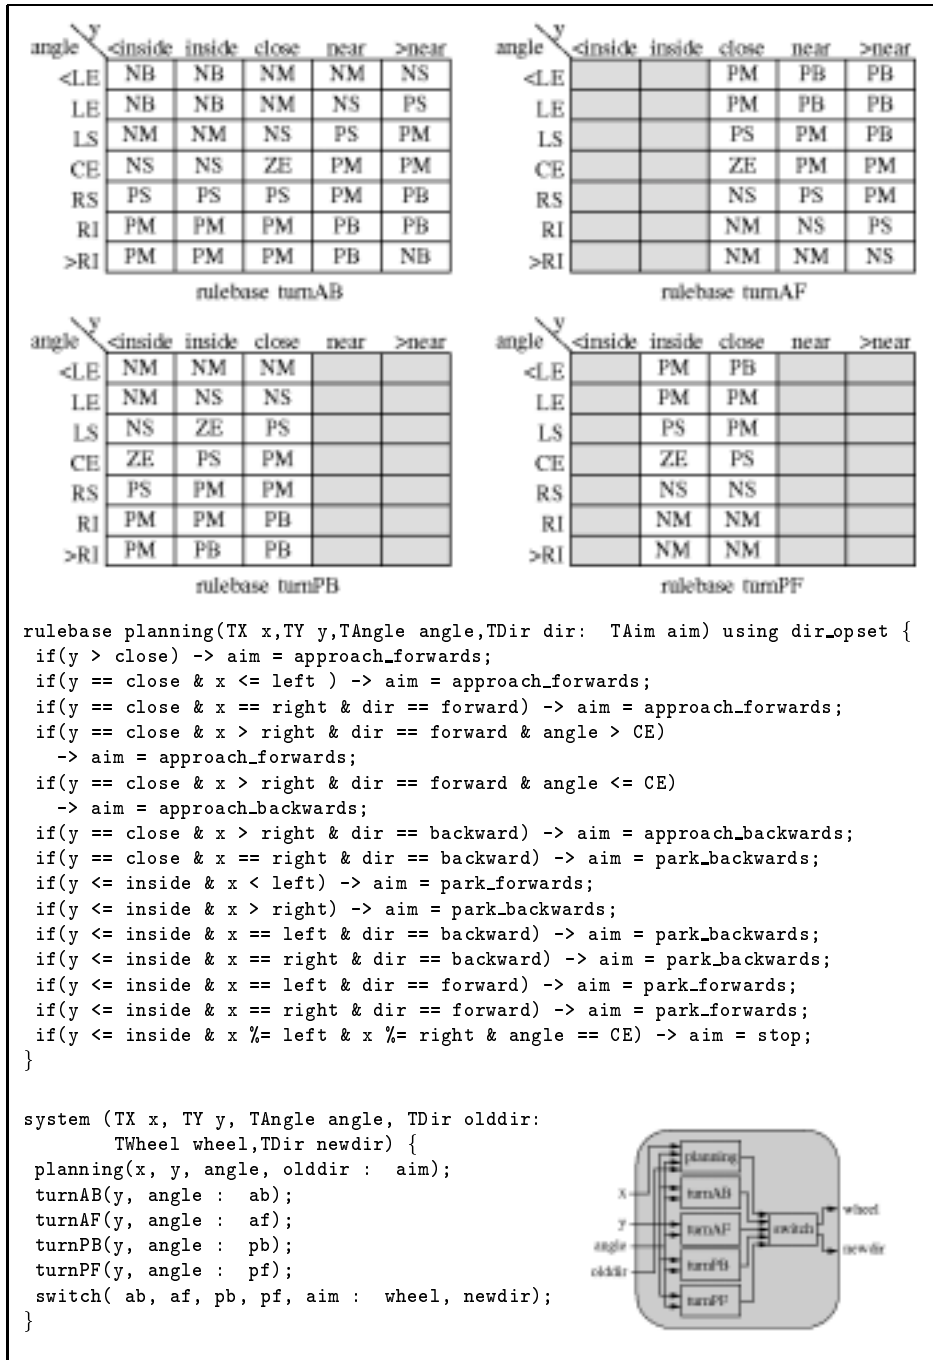 y
angle <inside inside close near >near
<LE NB NB NM NM NS
LE NB NB NM NS PS
LS NM NM NS PS PM
CE NS NS ZE PM PM
RS PS PS PS PM PB
RI PM PM PM PB PB
>RI PM PM PM PB NB
rulebase turnAB
y
angle <inside inside close near >near
<LE PM PB PB
LE PM PB PB
LS PS PM PB
CE ZE PM PM
RS NS PS PM
RI NM NS PS
>RI NM NM NS
rulebase turnAF
y
angle <inside inside close near >near
<LE NM NM NM
LE NM NS NS
LS NS ZE PS
CE ZE PS PM
RS PS PM PM
RI PM PM PB
>RI PM PB PB
rulebase turnPB
y
angle <inside inside close near >near
<LE PM PB
LE PM PM
LS PS PM
CE ZE PS
RS NS NS
RI NM NM
>RI NM NM
rulebase turnPF
rulebase planning(TX x,TY y,TAngle angle,TDir dir: TAim aim) using dir_opset {
if(y > close) -> aim = approach_forwards;
if(y == close & x <= left ) -> aim = approach_forwards;
if(y == close & x == right & dir == forward) -> aim = approach_forwards;
if(y == close & x > right & dir == forward & angle > CE)
-> aim = approach_forwards;
if(y == close & x > right & dir == forward & angle <= CE)
-> aim = approach_backwards;
if(y == close & x > right & dir == backward) -> aim = approach_backwards;
if(y == close & x == right & dir == backward) -> aim = park_backwards;
if(y <= inside & x < left) -> aim = park_forwards;
if(y <= inside & x > right) -> aim = park_backwards;
if(y <= inside & x == left & dir == backward) -> aim = park_backwards;
if(y <= inside & x == right & dir == backward) -> aim = park_backwards;
if(y <= inside & x == left & dir == forward) -> aim = park_forwards;
if(y <= inside & x == right & dir == forward) -> aim = park_forwards;
if(y <= inside & x %= left & x %= right & angle == CE) -> aim = stop;
}
system (TX x, TY y, TAngle angle, TDir olddir:
TWheel wheel,TDir newdir) {
planning(x, y, angle, olddir : aim);
turnAB(y, angle : ab);
turnAF(y, angle : af);
turnPB(y, angle : pb);
turnPF(y, angle : pf);
switch( ab, af, pb, pf, aim : wheel, newdir);
}
planning
x
turnAB
wheel
y
turnAF
switch
angle
newdir
olddir
turnPB
turnPF